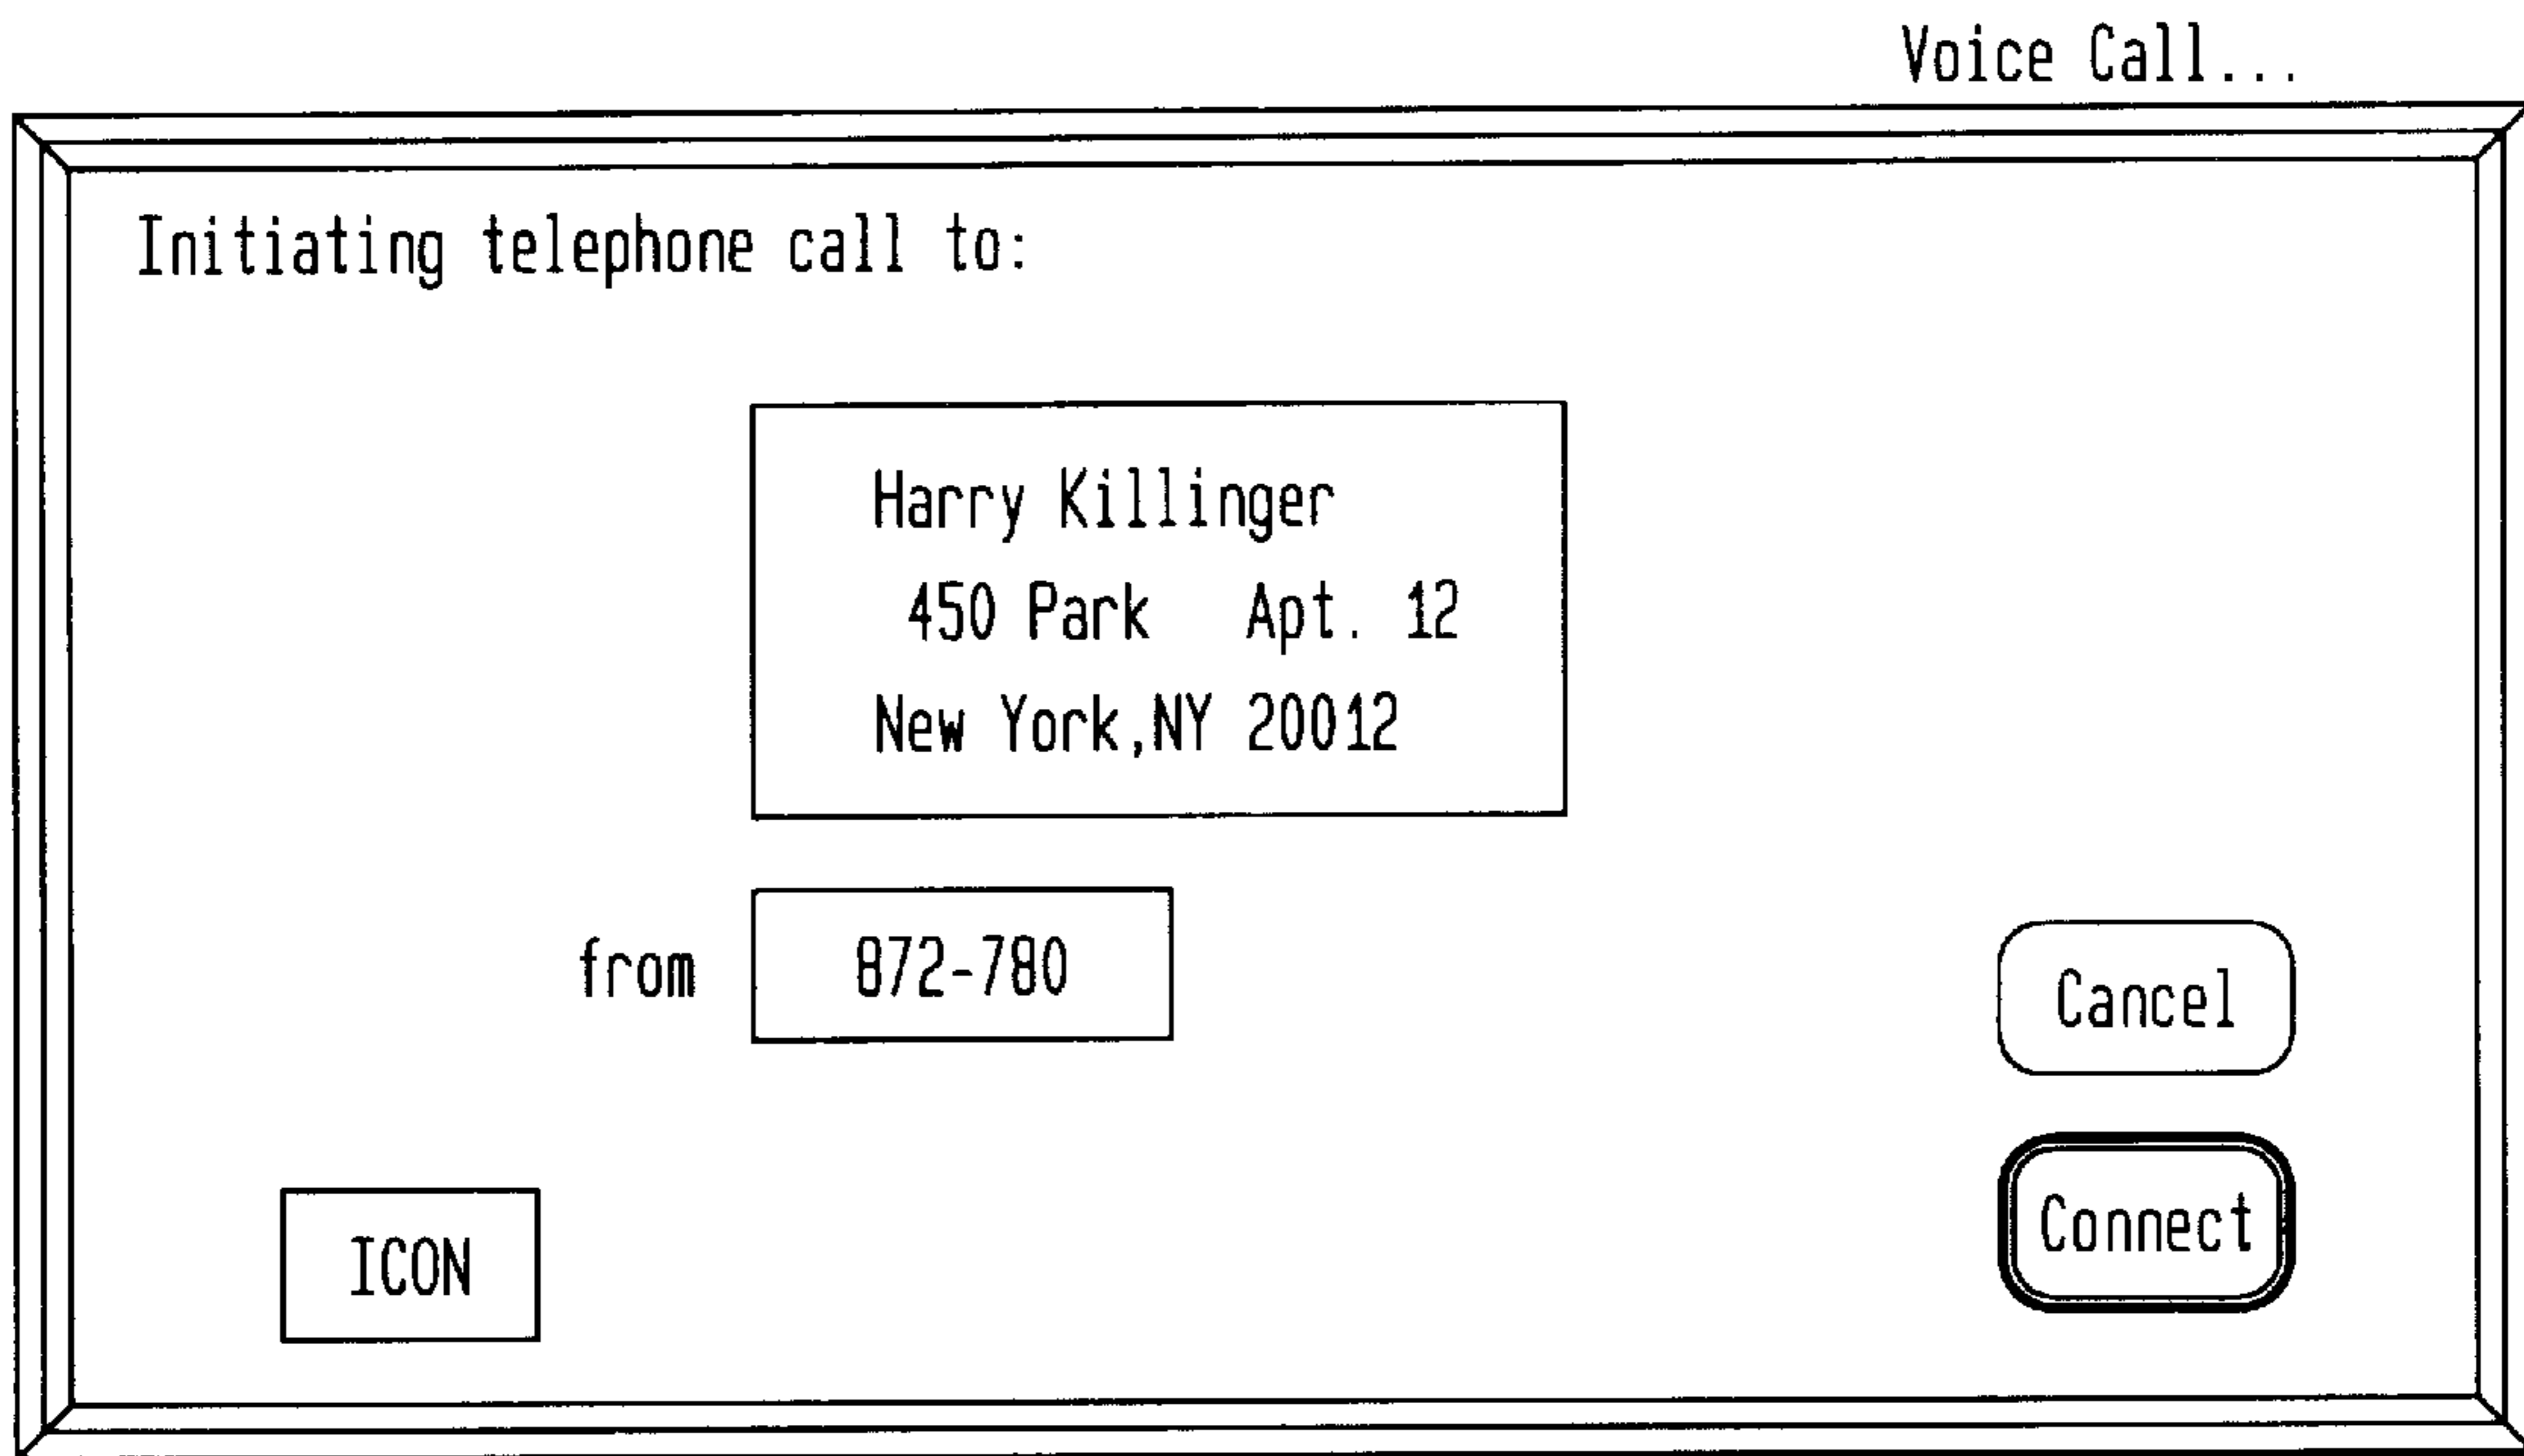 Voice Call...
Initiating telephone call to:
Harry Killinger
450 Park Apt. 12
New York,NY 20012
from 872-780
Cancel
Connect
ICON